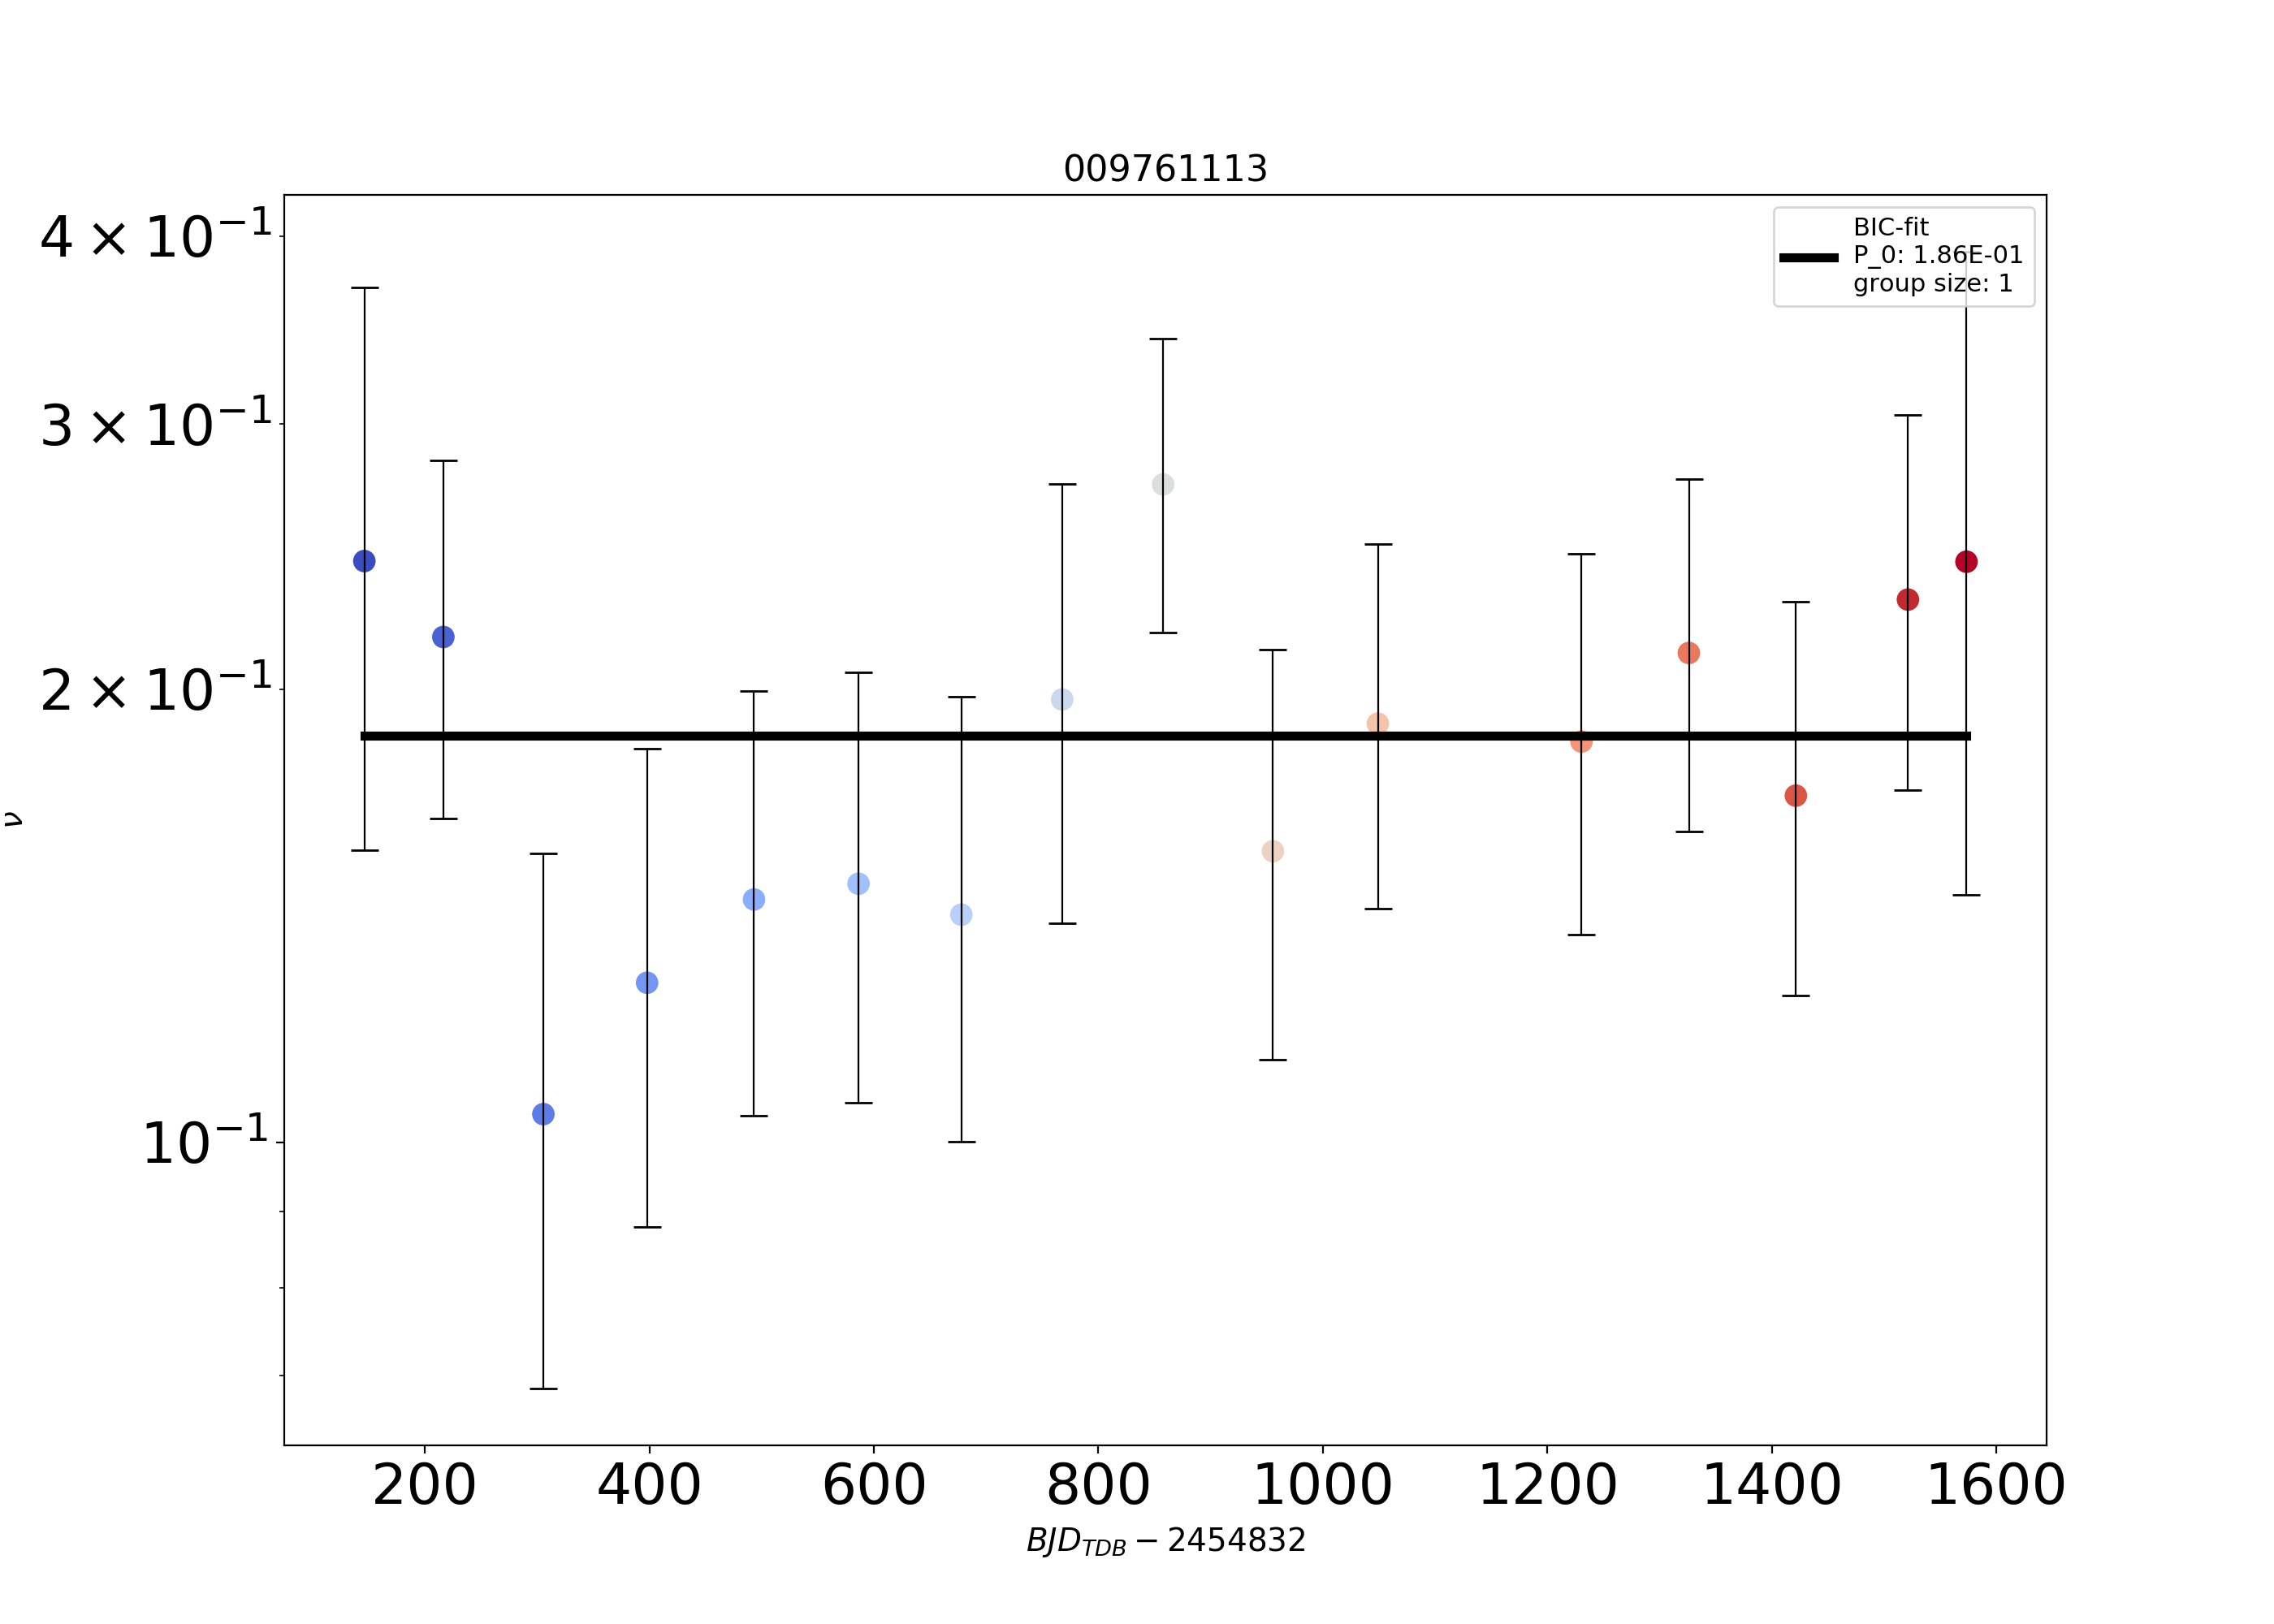 009761113
BIC-fit
P_0: 1.86E-01
group size: 1
4 × 10⁻¹
3 × 10⁻¹
2 × 10⁻¹
10⁻¹
ν
200 400 600 800 1000 1200 1400 1600
BJD_TDB − 2454832